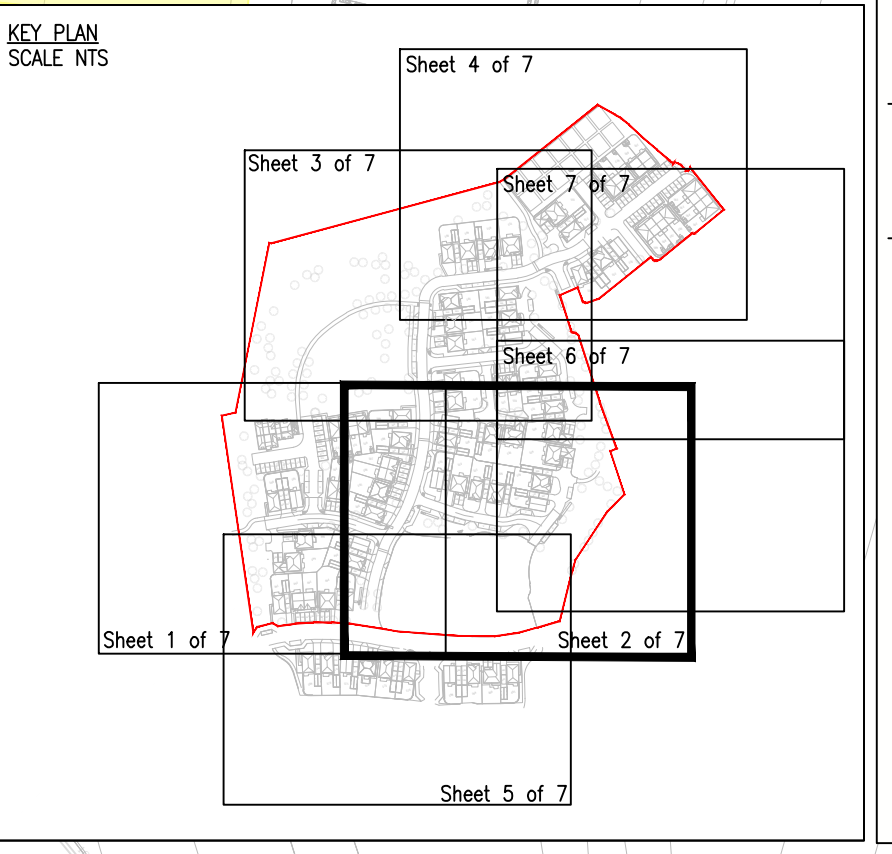 KEY PLAN
SCALE NTS
Sheet 4 of 7
Sheet 3 of 7
Sheet 7 of 7
Sheet 6 of 7
Sheet 1 of 7
Sheet 2 of 7
Sheet 5 of 7